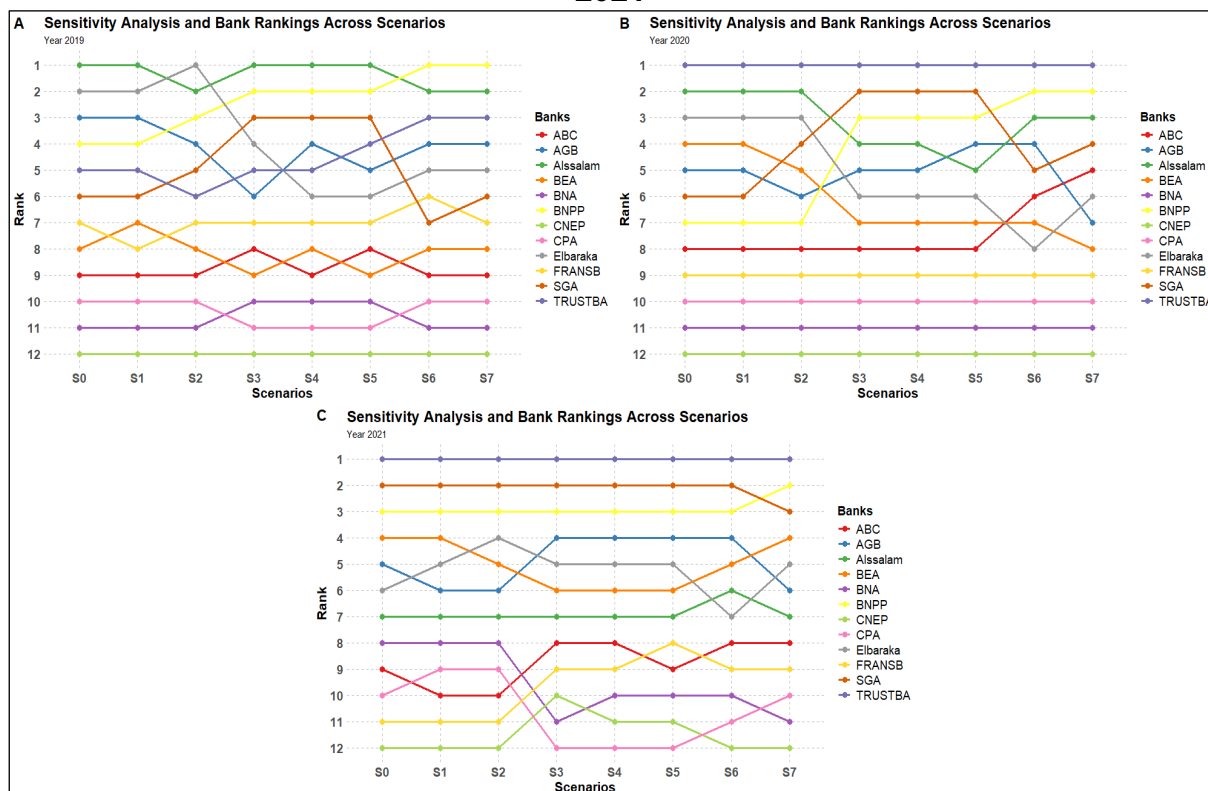 A Sensitivity Analysis and Bank Rankings Across Scenarios
Year 2019
1
2
3
4
5
6
7
8
9
10
11
12
Rank
S0 S1 S2 S3 S4 S5 S6 S7
Scenarios
Banks
ABC
AGB
Alssalam
BEA
BNA
BNPP
CNEP
CPA
Elbaraka
FRANSB
SGA
TRUSTBA
B Sensitivity Analysis and Bank Rankings Across Scenarios
Year 2020
1
2
3
4
5
6
7
8
9
10
11
12
Rank
S0 S1 S2 S3 S4 S5 S6 S7
Scenarios
Banks
ABC
AGB
Alssalam
BEA
BNA
BNPP
CNEP
CPA
Elbaraka
FRANSB
SGA
TRUSTBA
C Sensitivity Analysis and Bank Rankings Across Scenarios
Year 2021
1
2
3
4
5
6
7
8
9
10
11
12
Rank
S0 S1 S2 S3 S4 S5 S6 S7
Scenarios
Banks
ABC
AGB
Alssalam
BEA
BNA
BNPP
CNEP
CPA
Elbaraka
FRANSB
SGA
TRUSTBA